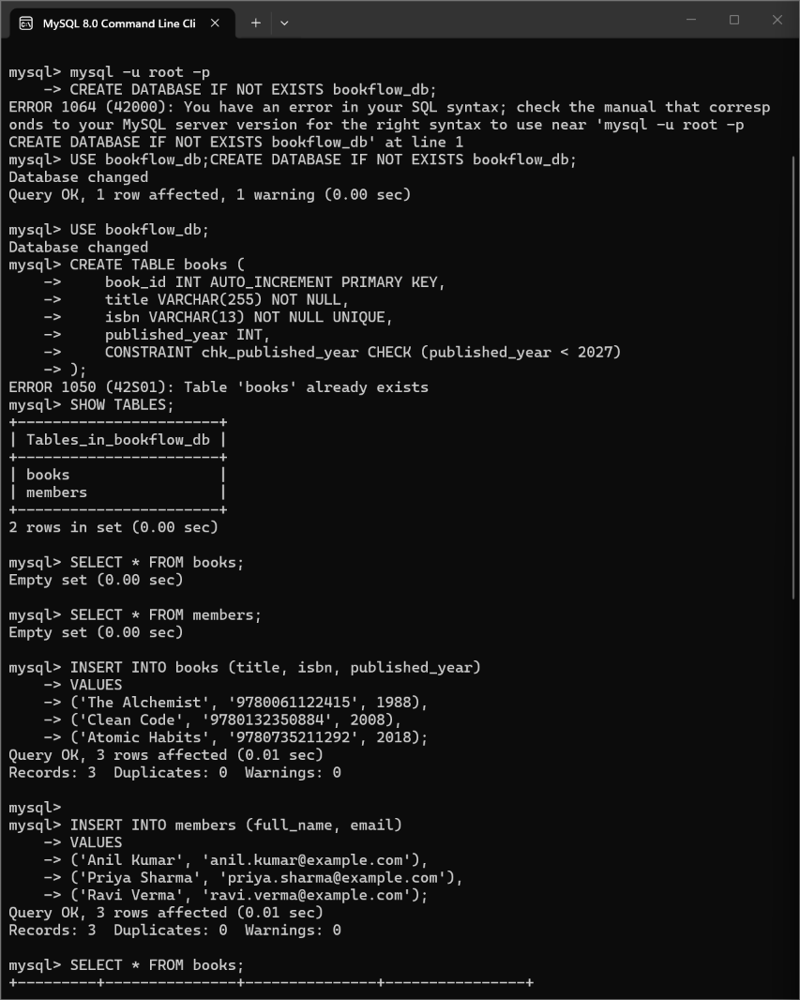 MySQL 8.0 Command Line Cli
mysql> mysql -u root -p
    -> CREATE DATABASE IF NOT EXISTS bookflow_db;
ERROR 1064 (42000): You have an error in your SQL syntax; check the manual that corresp
onds to your MySQL server version for the right syntax to use near 'mysql -u root -p
CREATE DATABASE IF NOT EXISTS bookflow_db' at line 1
mysql> USE bookflow_db;CREATE DATABASE IF NOT EXISTS bookflow_db;
Database changed
Query OK, 1 row affected, 1 warning (0.00 sec)

mysql> USE bookflow_db;
Database changed
mysql> CREATE TABLE books (
    ->     book_id INT AUTO_INCREMENT PRIMARY KEY,
    ->     title VARCHAR(255) NOT NULL,
    ->     isbn VARCHAR(13) NOT NULL UNIQUE,
    ->     published_year INT,
    ->     CONSTRAINT chk_published_year CHECK (published_year < 2027)
    -> );
ERROR 1050 (42S01): Table 'books' already exists
mysql> SHOW TABLES;
+-----------------------+
| Tables_in_bookflow_db |
+-----------------------+
| books                 |
| members               |
+-----------------------+
2 rows in set (0.00 sec)

mysql> SELECT * FROM books;
Empty set (0.00 sec)

mysql> SELECT * FROM members;
Empty set (0.00 sec)

mysql> INSERT INTO books (title, isbn, published_year)
    -> VALUES
    -> ('The Alchemist', '9780061122415', 1988),
    -> ('Clean Code', '9780132350884', 2008),
    -> ('Atomic Habits', '9780735211292', 2018);
Query OK, 3 rows affected (0.01 sec)
Records: 3  Duplicates: 0  Warnings: 0

mysql>
mysql> INSERT INTO members (full_name, email)
    -> VALUES
    -> ('Anil Kumar', 'anil.kumar@example.com'),
    -> ('Priya Sharma', 'priya.sharma@example.com'),
    -> ('Ravi Verma', 'ravi.verma@example.com');
Query OK, 3 rows affected (0.01 sec)
Records: 3  Duplicates: 0  Warnings: 0

mysql> SELECT * FROM books;
+---------+---------------+---------------+----------------+